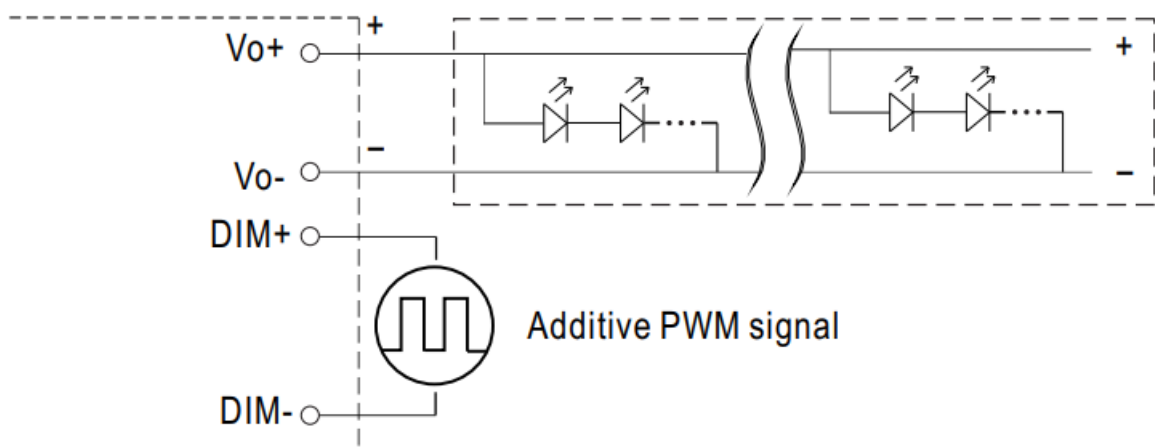 Vo+
+
+
−
Vo-
−
DIM+
Additive PWM signal
DIM-